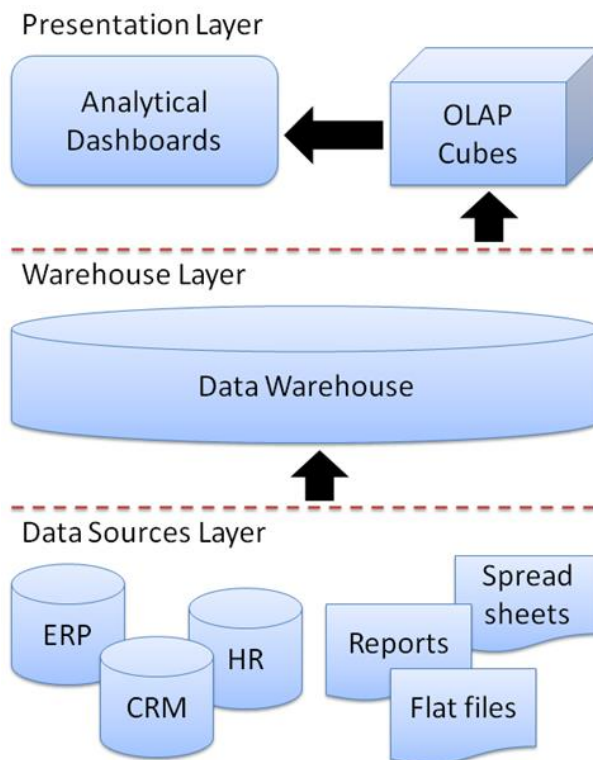 Presentation Layer
Analytical
Dashboards
OLAP
Cubes
Warehouse Layer
Data Warehouse
Data Sources Layer
ERP
CRM
HR
Reports
Spread
sheets
Flat files